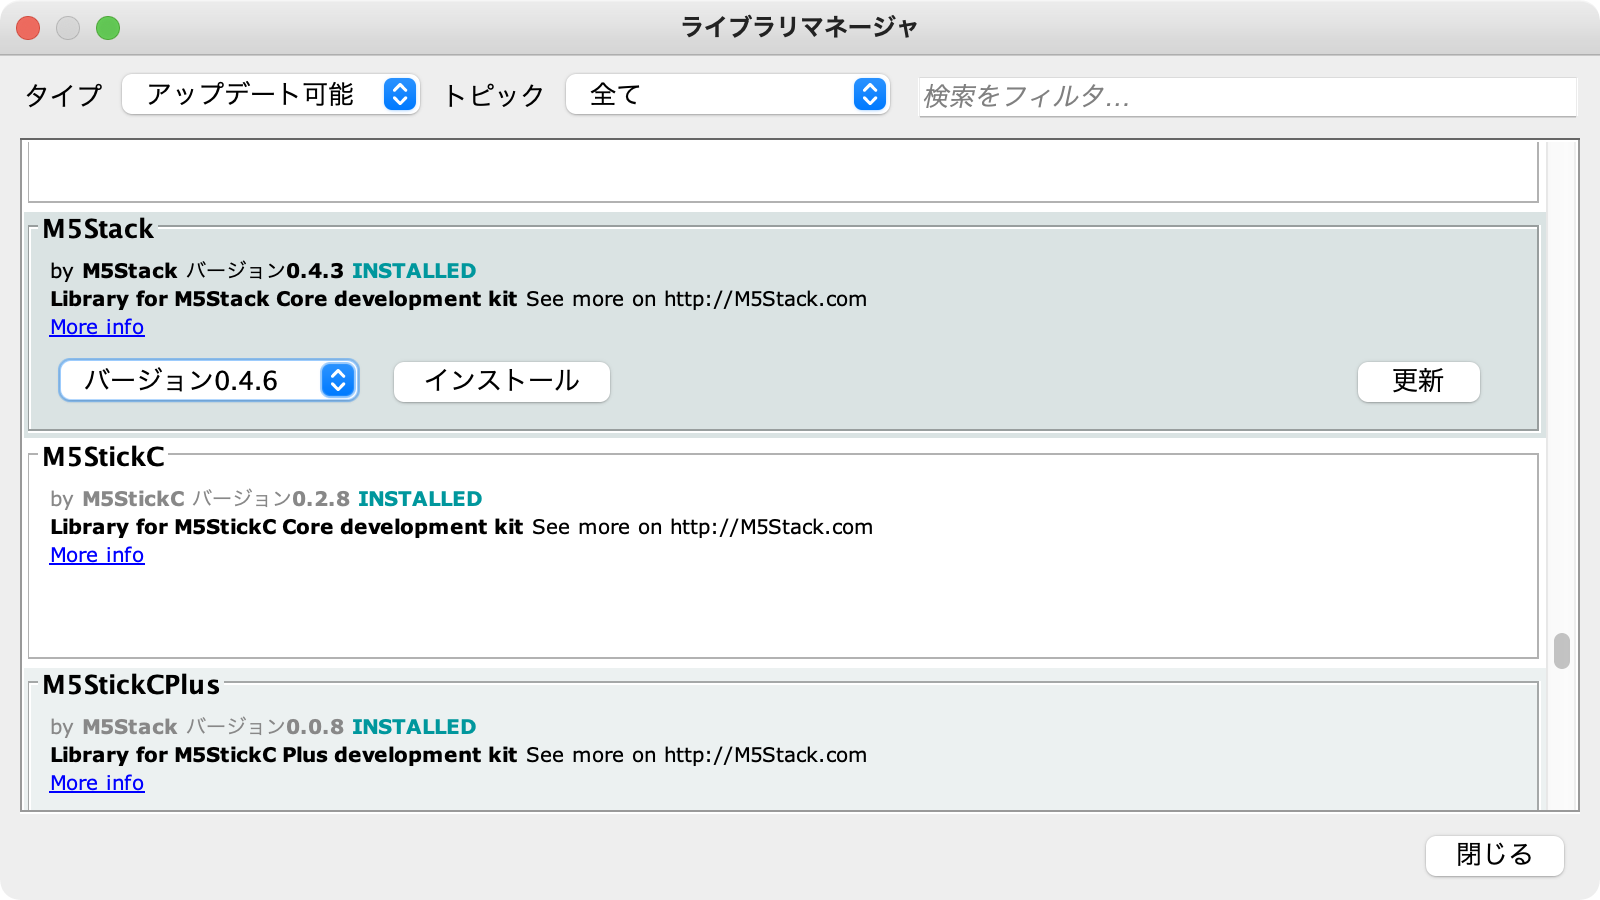 ライブラリマネージャ
タイプ アップデート可能 トピック 全て 検索をフィルタ...
M5Stack
by M5Stack バージョン0.4.3 INSTALLED
Library for M5Stack Core development kit See more on http://M5Stack.com
More info
バージョン0.4.6 インストール 更新
M5StickC
by M5StickC バージョン0.2.8 INSTALLED
Library for M5StickC Core development kit See more on http://M5Stack.com
More info
M5StickCPlus
by M5Stack バージョン0.0.8 INSTALLED
Library for M5StickC Plus development kit See more on http://M5Stack.com
More info
閉じる